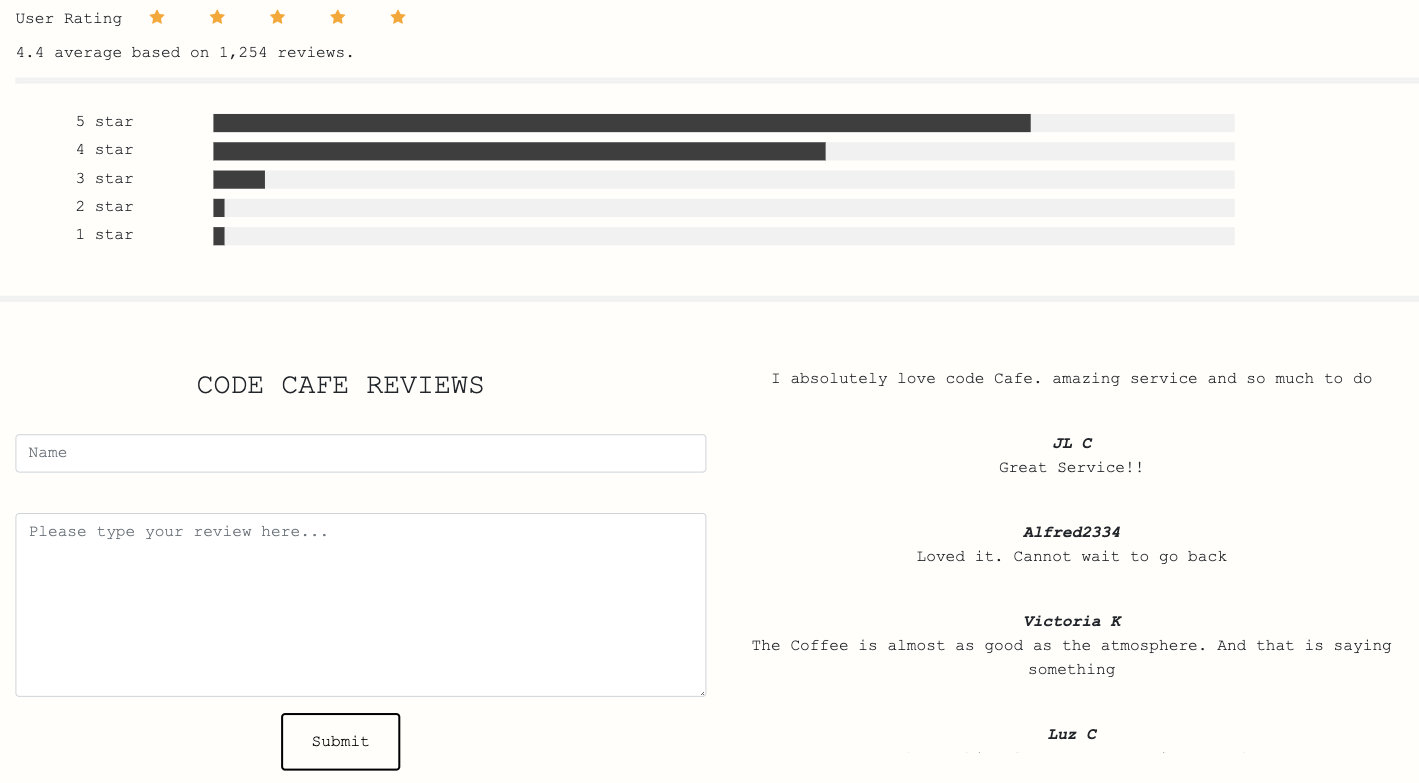 User Rating
4.4 average based on 1,254 reviews.
5 star
4 star
3 star
2 star
1 star
CODE CAFE REVIEWS
Name
Please type your review here...
Submit
I absolutely love code Cafe. amazing service and so much to do
JL C
Great Service!!
Alfred2334
Loved it. Cannot wait to go back
Victoria K
The Coffee is almost as good as the atmosphere. And that is saying
something
Luz C